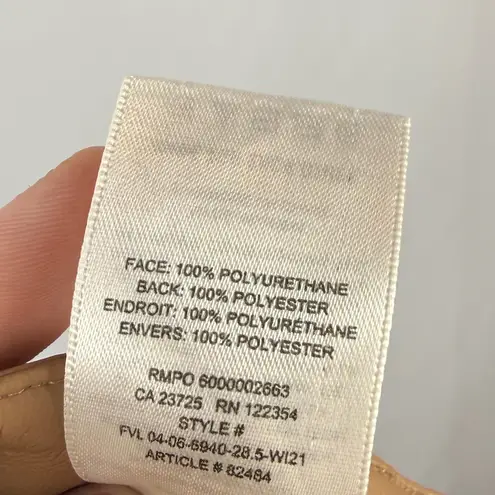 FACE: 100% POLYURETHANE
BACK: 100% POLYESTER
ENDROIT: 100% POLYURETHANE
ENVERS: 100% POLYESTER
RMPO 6000002663
CA 23725 RN 122354
STYLE #
FVL 04-06-5940-28.5-WI21
ARTICLE # 82484